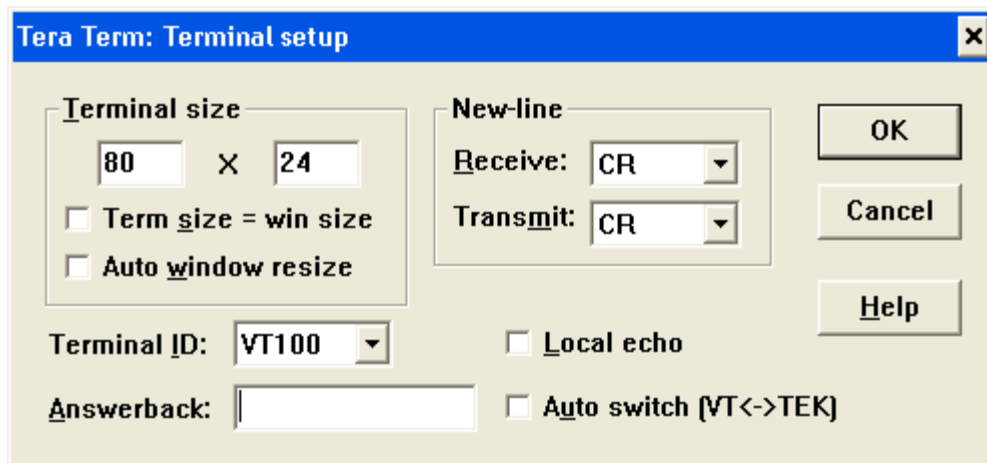 Tera Term: Terminal setup
Terminal size
80 X 24
Term size = win size
Auto window resize
New-line
Receive: CR
Transmit: CR
OK
Cancel
Help
Terminal ID: VT100
Local echo
Answerback:
Auto switch (VT<->TEK)